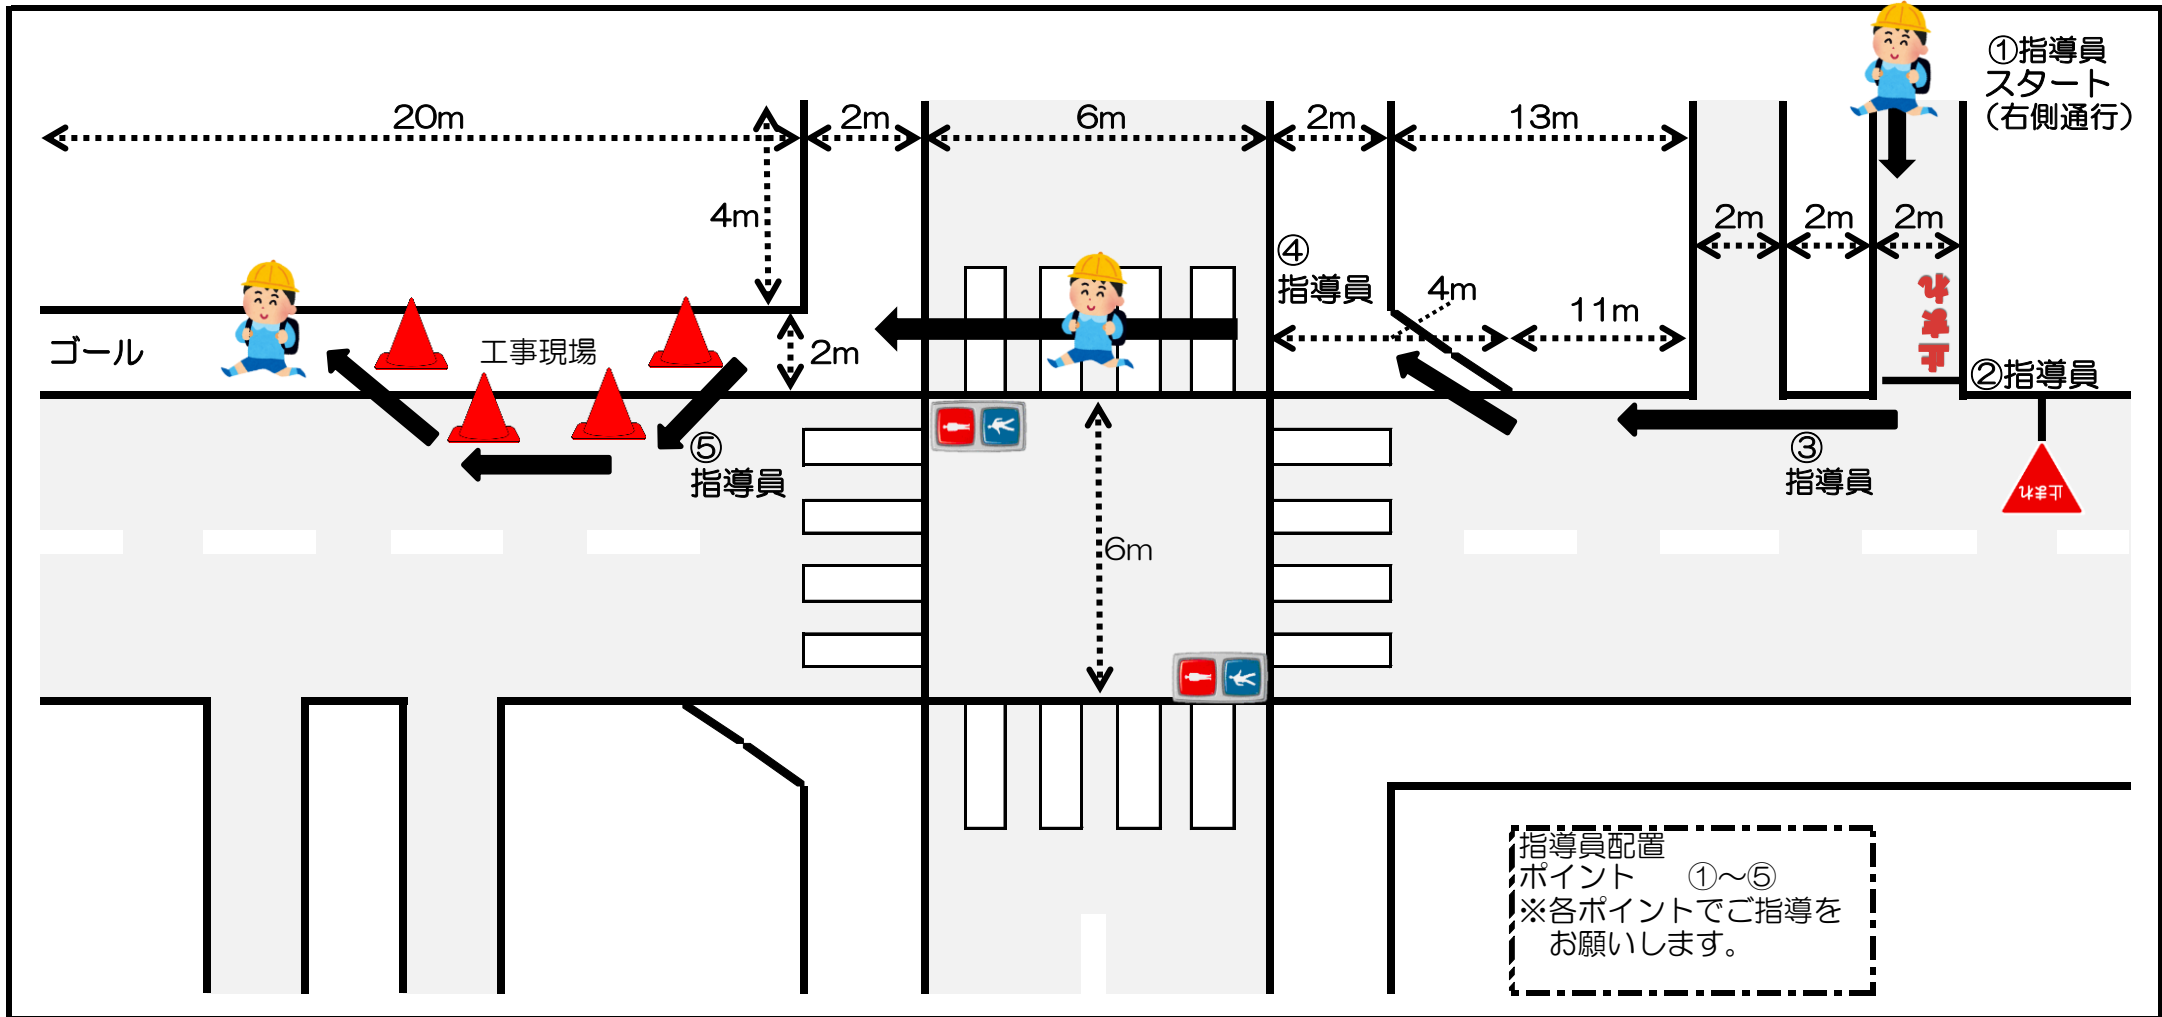 ①指導員
スタート
（右側通行）
20m
2m
6m
2m
13m
4m
2m
2m
2m
④
指導員
4m
11m
止まれ
②指導員
ゴール
工事現場
2m
⑤
指導員
③
指導員
止まれ
6m
指導員配置
ポイント　①～⑤
※各ポイントでご指導を
お願いします。